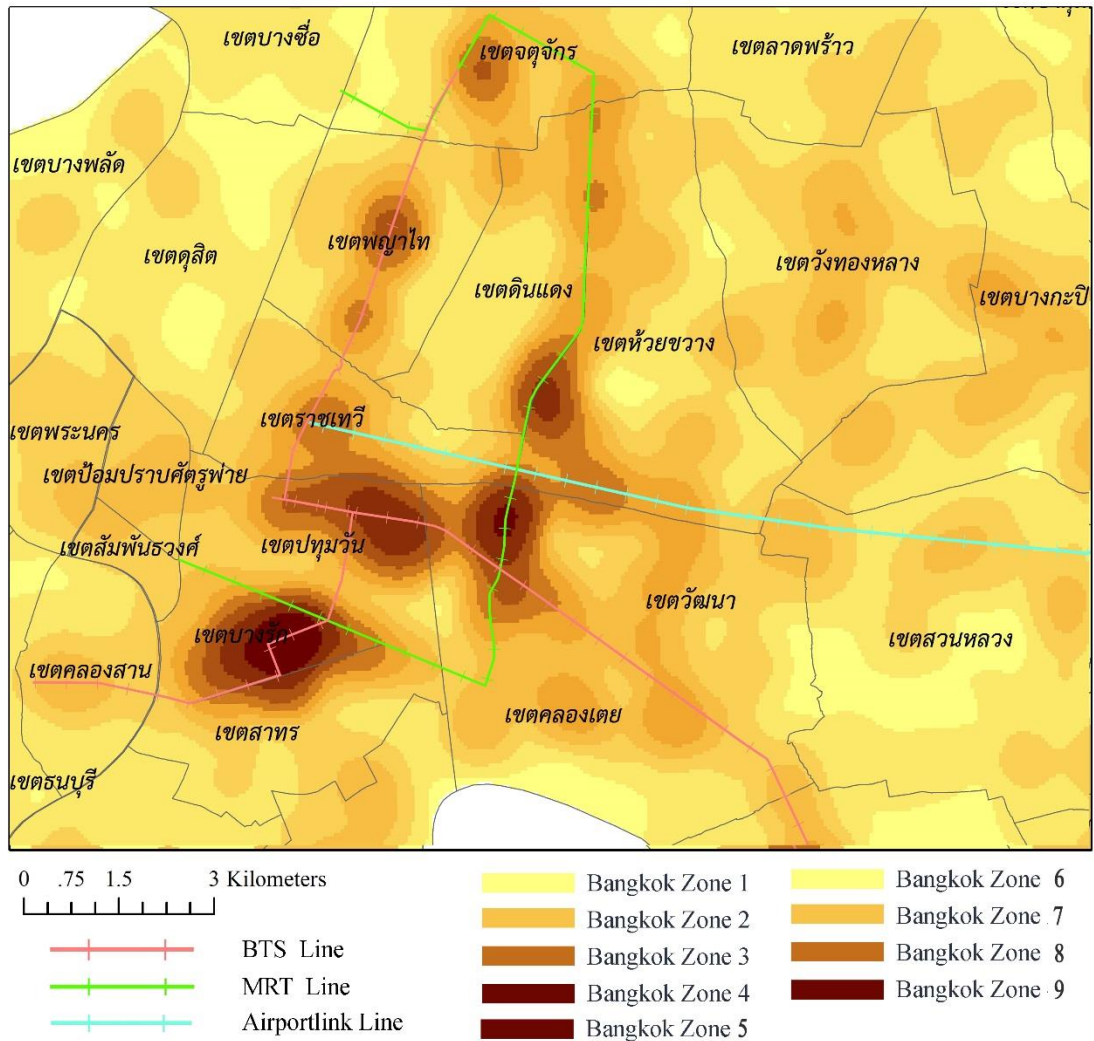 เขตบางซื่อ
เขตจตุจักร
เขตลาดพร้าว
เขตบางพลัด
เขตดุสิต
เขตพญาไท
เขตดินแดง
เขตวังทองหลาง
เขตบางกะปิ
เขตห้วยขวาง
เขตราชเทวี
เขตพระนคร
เขตป้อมปราบศัตรูพ่าย
เขตสัมพันธวงศ์
เขตปทุมวัน
เขตวัฒนา
เขตบางรัก
เขตสวนหลวง
เขตคลองสาน
เขตคลองเตย
เขตสาทร
เขตธนบุรี
0 .75 1.5 3 Kilometers
BTS Line
MRT Line
Airportlink Line
Bangkok Zone 1
Bangkok Zone 2
Bangkok Zone 3
Bangkok Zone 4
Bangkok Zone 5
Bangkok Zone 6
Bangkok Zone 7
Bangkok Zone 8
Bangkok Zone 9